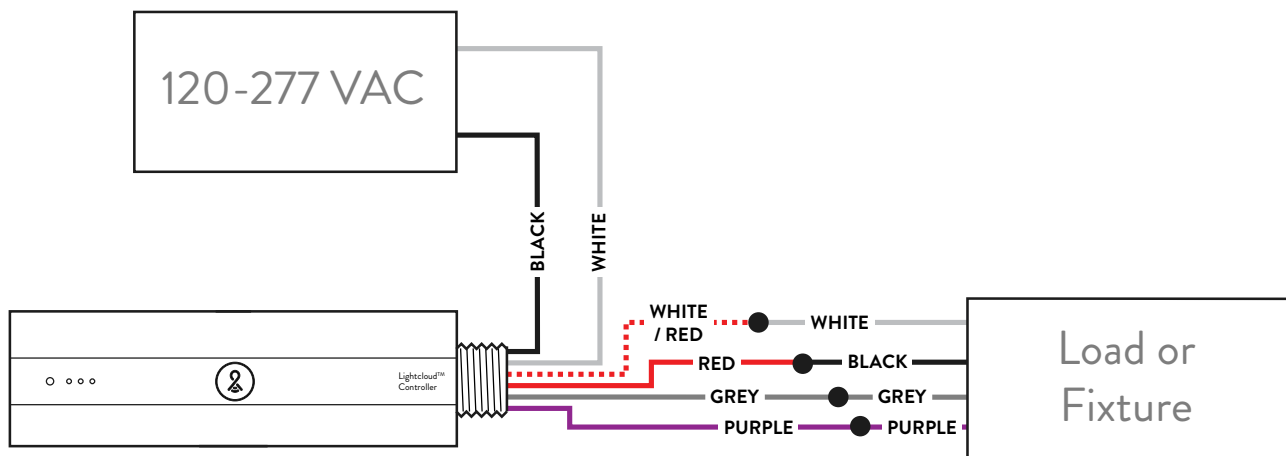 120-277 VAC
BLACK
WHITE
WHITE
/ RED
WHITE
RED
BLACK
GREY
GREY
PURPLE
PURPLE
Lightcloud™
Controller
Load or
Fixture